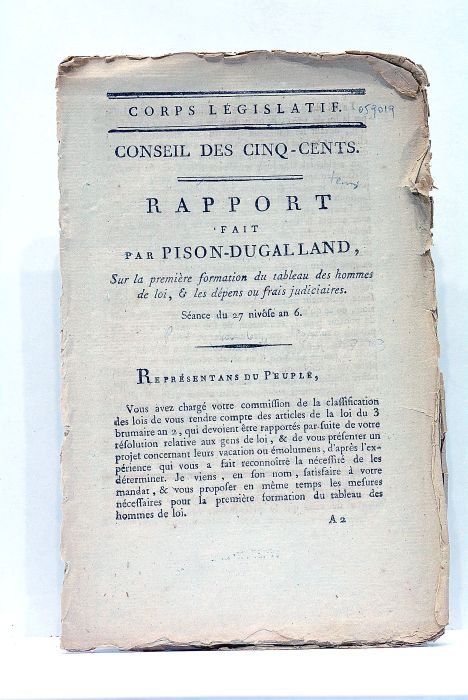 CORPS LÉGISLATIF.
059019
CONSEIL DES CINQ-CENTS.
RAPPORT
FAIT
PAR PISON-DUGALLAND,
Sur la première formation du tableau des hommes
de loi, & les dépens ou frais judiciaires.
Séance du 27 nivôse an 6.
REPRÉSENTANS DU PEUPLE,
Vous avez chargé votre commission de la classification
des lois de vous rendre compte des articles de la loi du 3
brumaire an 2, qui devoient être rapportés par suite de votre
résolution relative aux gens de loi, & de vous présenter un
projet concernant leurs vacation ou émolumens, d'après l'ex-
périence qui vous a fait reconnoître la nécessité de les
déterminer. Je viens, en son nom, satisfaire à votre
mandat, & vous proposer en même temps les mesures
nécessaires pour la première formation du tableau des
hommes de loi.
A 2